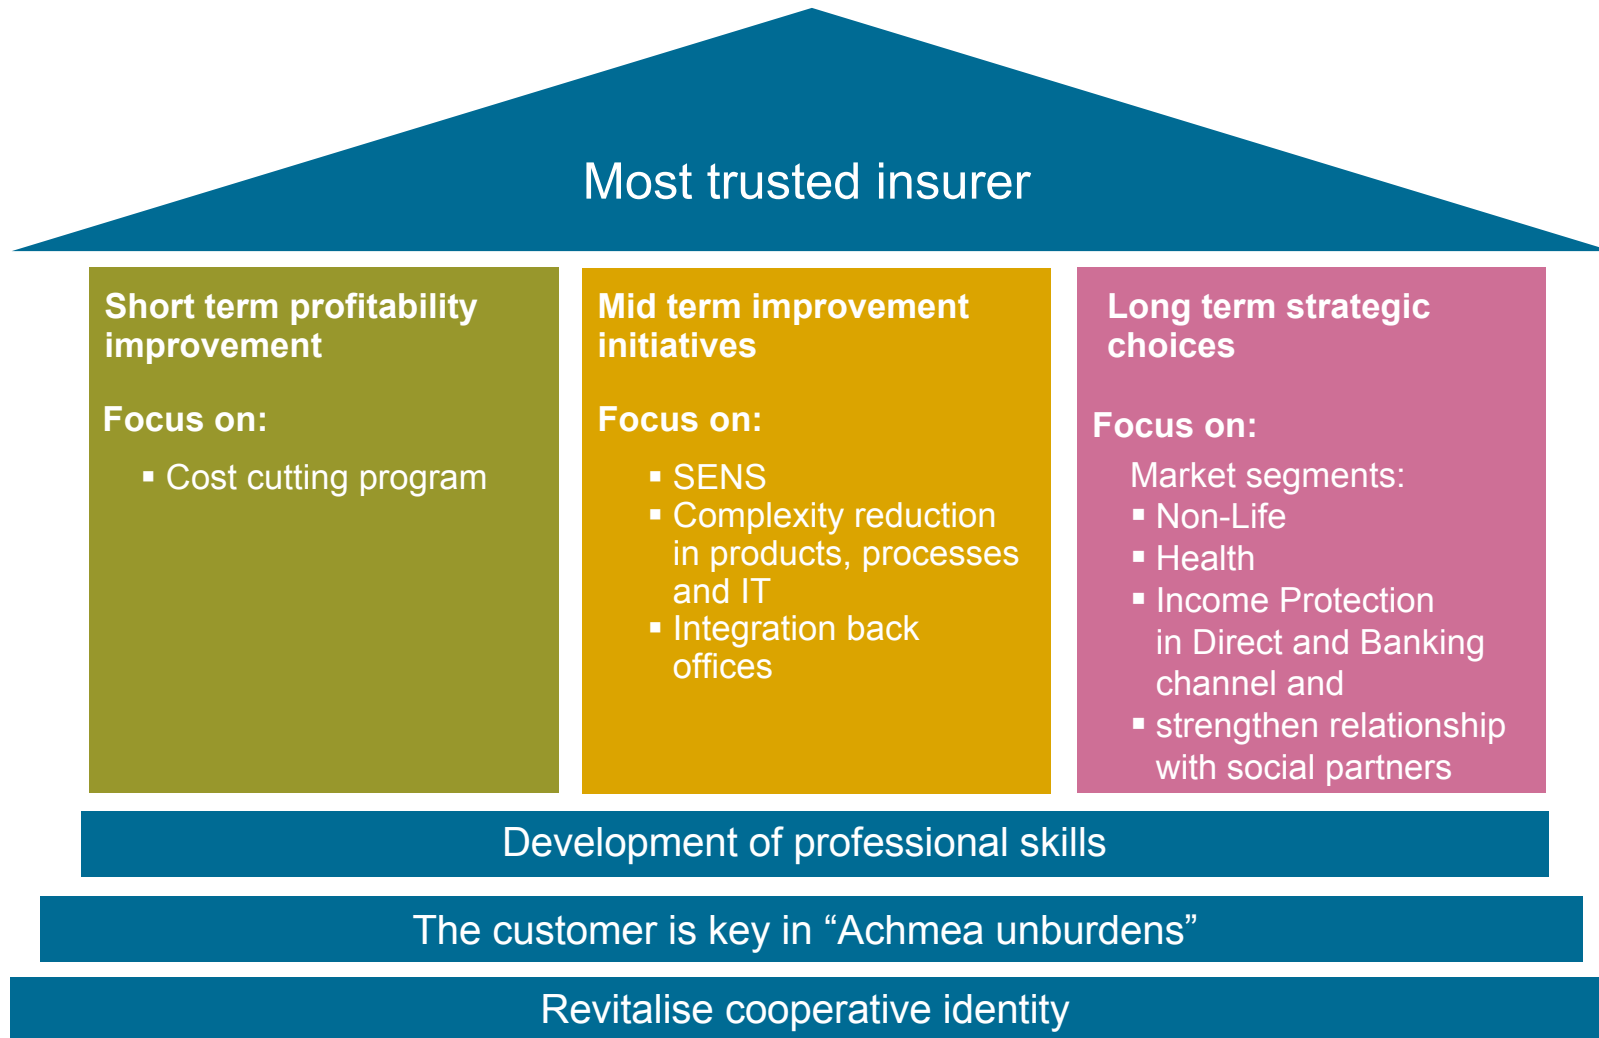 Most trusted insurer
Short term profitability
improvement
Focus on:
▪ Cost cutting program
Mid term improvement
initiatives
Focus on:
▪ SENS
▪ Complexity reduction
in products, processes
and IT
▪ Integration back
offices
Long term strategic
choices
Focus on:
Market segments:
▪ Non-Life
▪ Health
▪ Income Protection
in Direct and Banking
channel and
▪ strengthen relationship
with social partners
Development of professional skills
The customer is key in “Achmea unburdens”
Revitalise cooperative identity